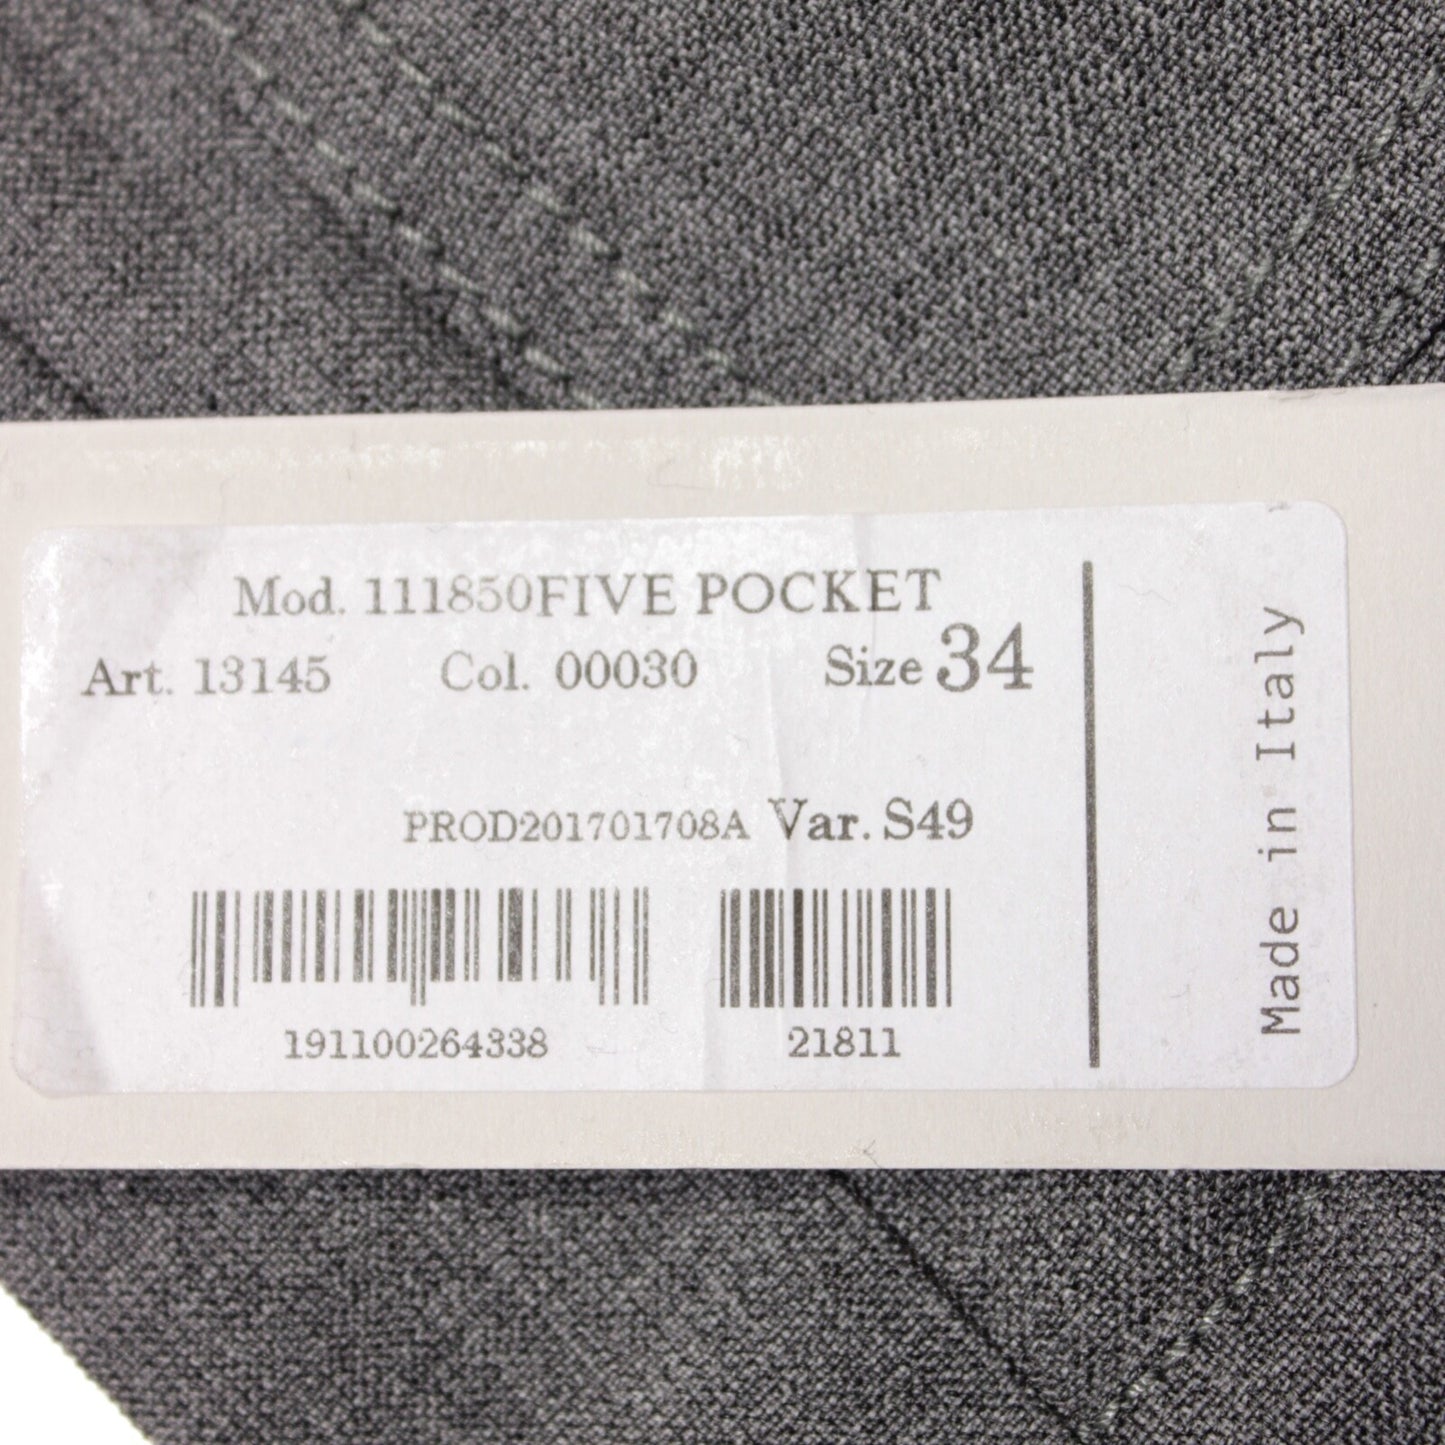 Mod. 111850FIVE POCKET
Art. 13145 Col. 00030 Size 34
PROD201701708A Var. S49
191100264338 21811
Made in Italy